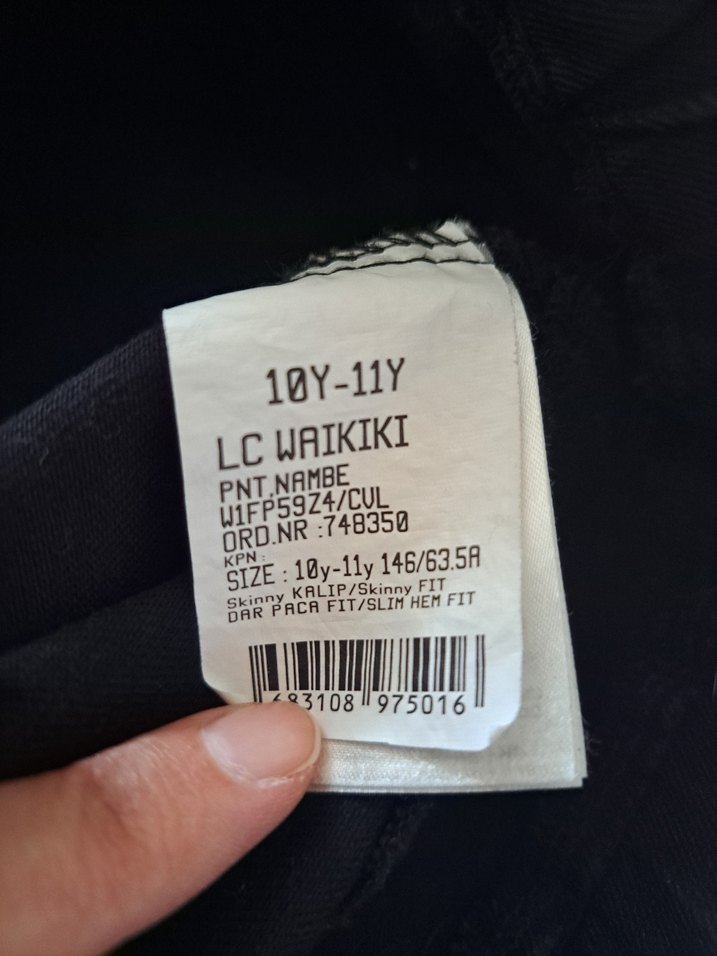 10Y-11Y
LC WAIKIKI
PNT.NAMBE
W1FP59Z4/CVL
ORD.NR :748350
KPN :
SIZE : 10y-11y 146/63.5A
Skinny KALIP/Skinny FIT
DAR PACA FIT/SLIM HEM FIT
683108 975016